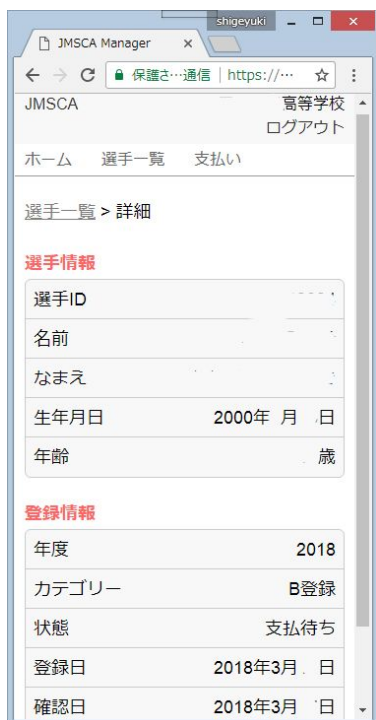 shigeyuki
JMSCA Manager
保護さ…通信 | https://…
JMSCA 高等学校
ログアウト
ホーム 選手一覧 支払い
選手一覧 > 詳細
選手情報
選手ID
名前
なまえ
生年月日 2000年 月 日
年齢 歳
登録情報
年度 2018
カテゴリー B登録
状態 支払待ち
登録日 2018年3月 日
確認日 2018年3月 日